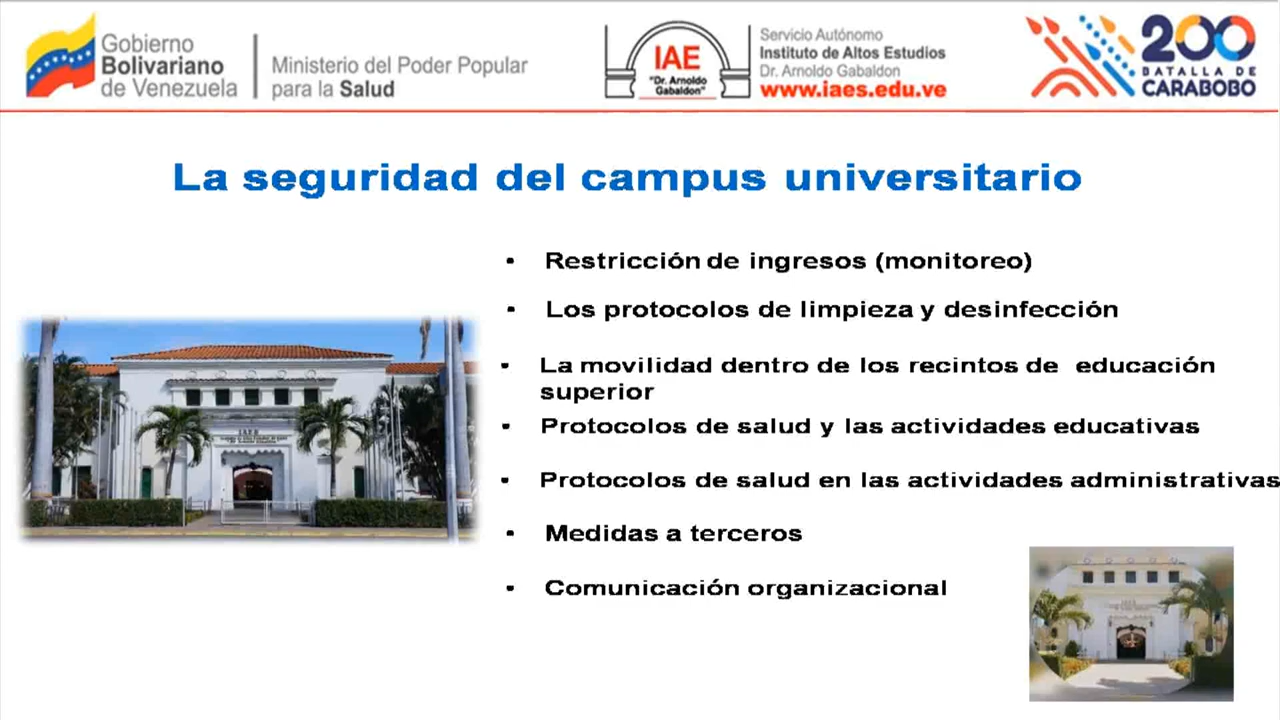 Gobierno
Bolivariano
de Venezuela
Ministerio del Poder Popular
para la Salud
IAE
"Dr. Arnoldo
Gabaldon"
Servicio Autónomo
Instituto de Altos Estudios
Dr. Arnoldo Gabaldon
www.iaes.edu.ve
200
BATALLA DE
CARABOBO
La seguridad del campus universitario
• Restricción de ingresos (monitoreo)
• Los protocolos de limpieza y desinfección
• La movilidad dentro de los recintos de educación
superior
• Protocolos de salud y las actividades educativas
• Protocolos de salud en las actividades administrativas
• Medidas a terceros
• Comunicación organizacional
IAES